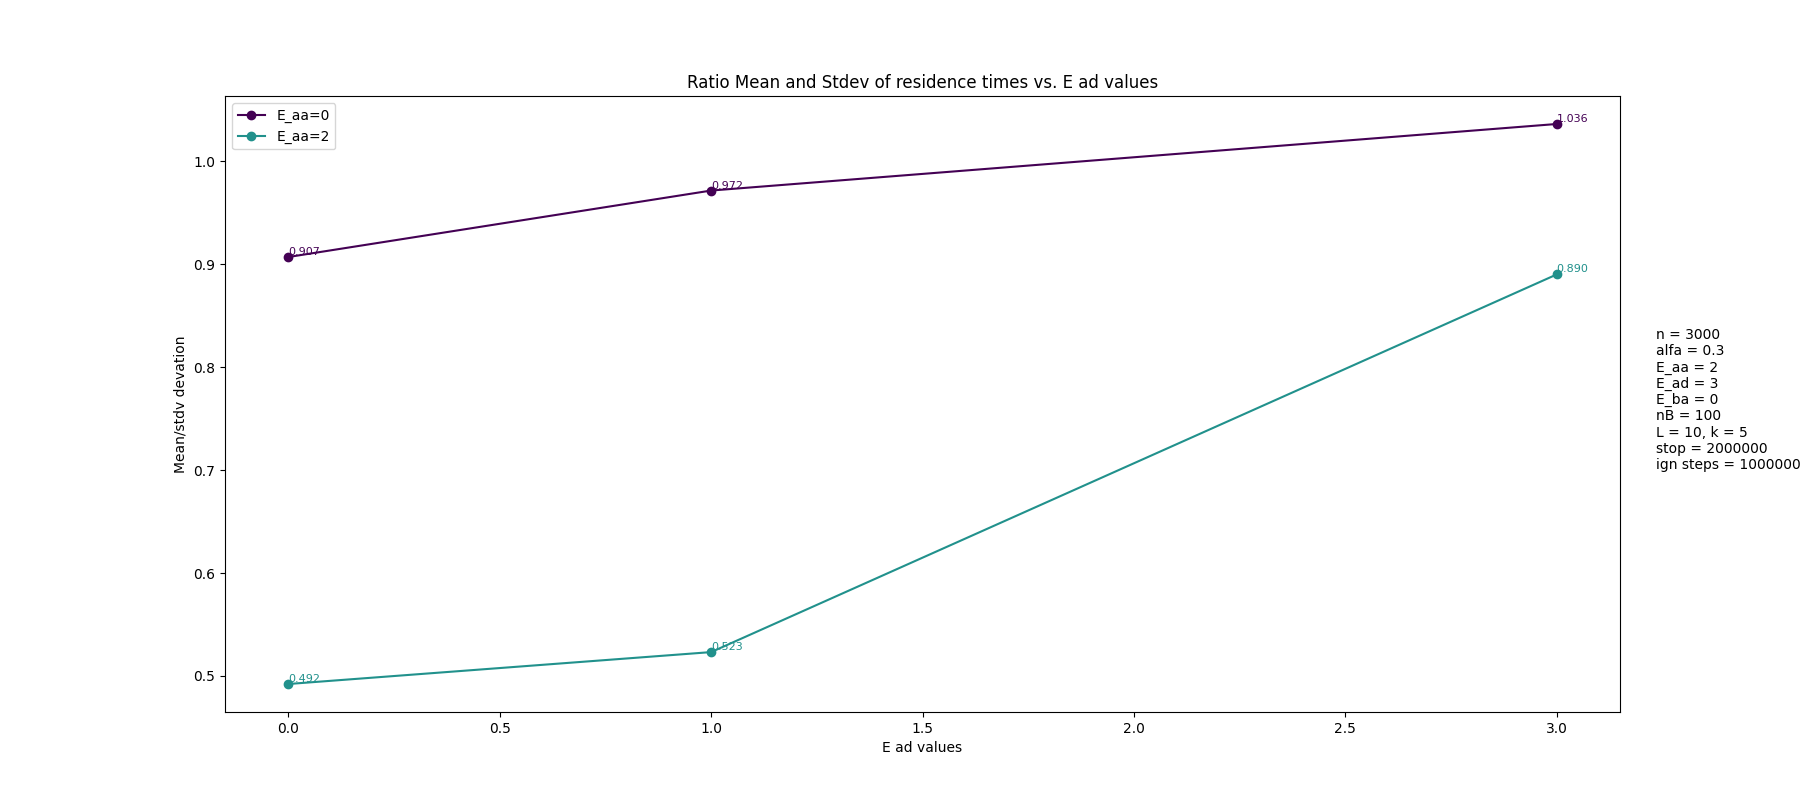 Ratio Mean and Stdev of residence times vs. E ad values
E_aa=0
E_aa=2
1.036
0.972
0.907
0.890
0.523
0.492
1.0
0.9
0.8
0.7
0.6
0.5
Mean/stdv devation
0.0
0.5
1.0
1.5
2.0
2.5
3.0
E ad values
n = 3000
alfa = 0.3
E_aa = 2
E_ad = 3
E_ba = 0
nB = 100
L = 10, k = 5
stop = 2000000
ign steps = 1000000